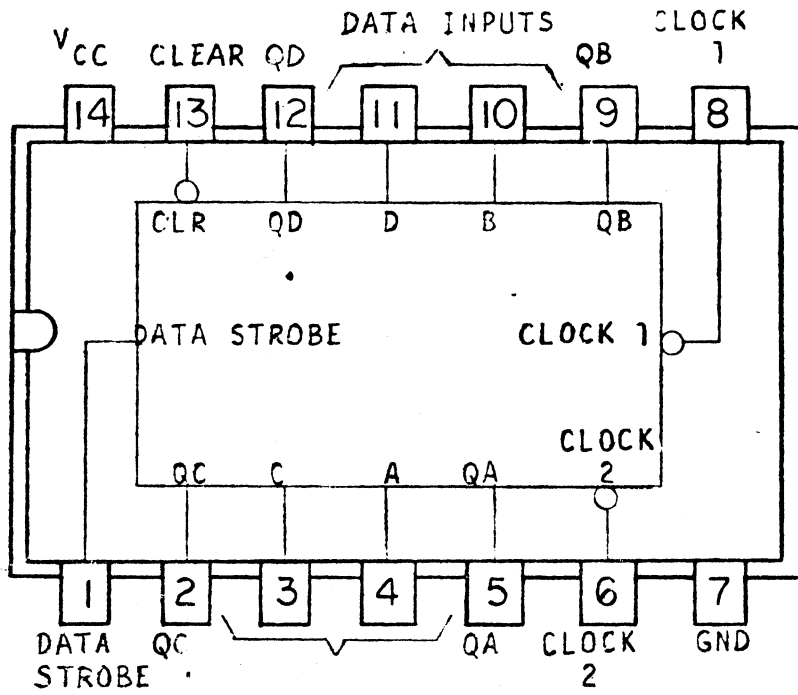 DATA INPUTS
VCC CLEAR QD QB CLOCK 1
14 13 12 11 10 9 8
CLR QD D B QB
DATA STROBE CLOCK 1
CLOCK 2
QC C A QA
1 2 3 4 5 6 7
DATA STROBE QC QA CLOCK 2 GND